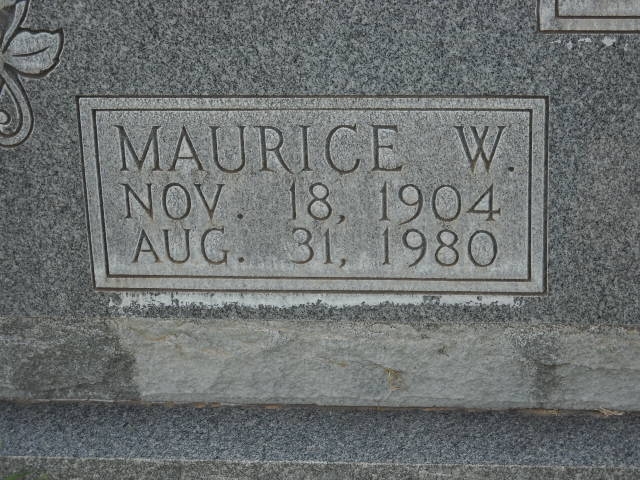 MAURICE W.
NOV. 18, 1904
AUG. 31, 1980